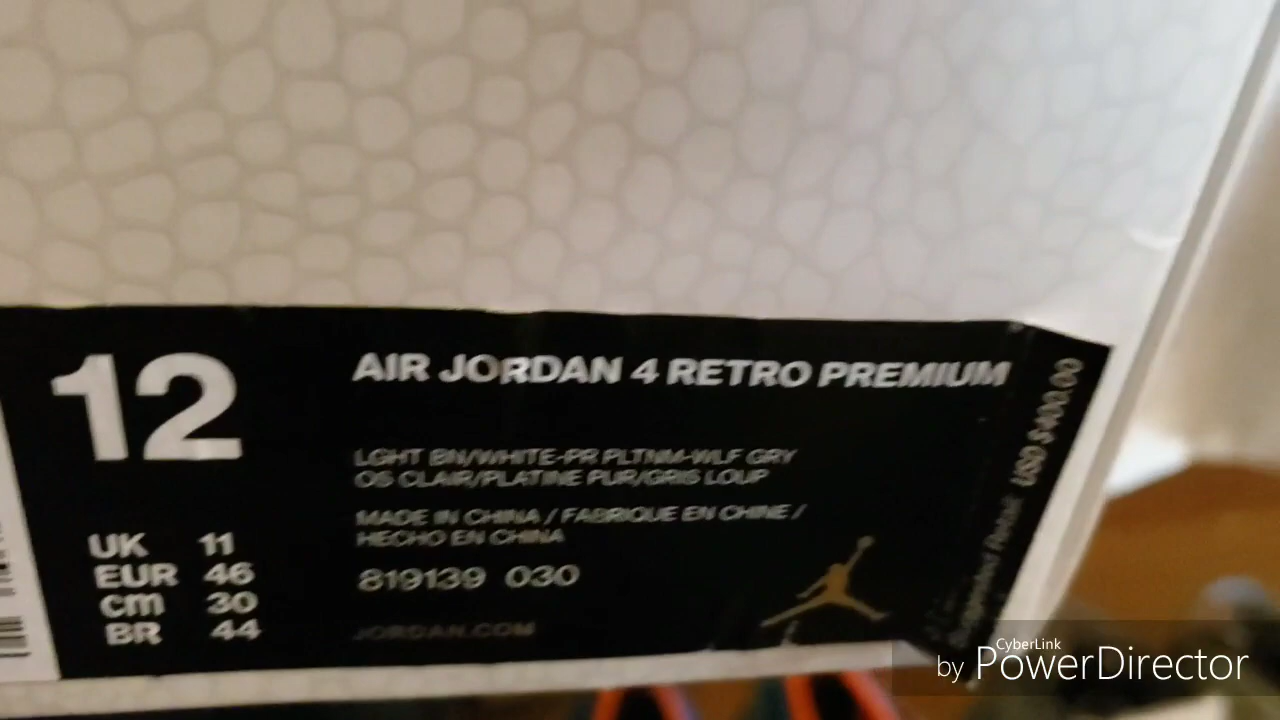 12
AIR JORDAN 4 RETRO PREMIUM
LGHT BN/WHITE-PR PLTNM-WLF GRY
OS CLAIR/PLATINE PUR/GRIS LOUP
MADE IN CHINA / FABRIQUE EN CHINE /
HECHO EN CHINA
819139 030
JORDAN.COM
UK 11
EUR 46
cm 30
BR 44
Suggested Retail: USD $400.00
by CyberLink PowerDirector